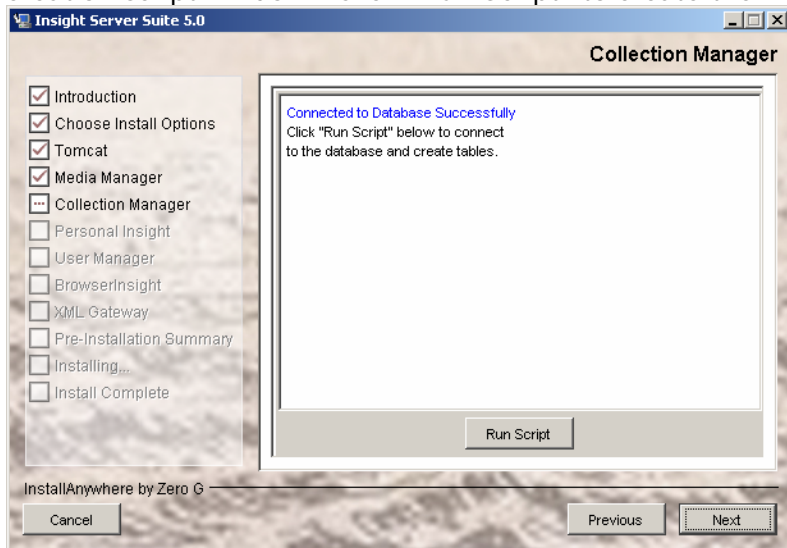 Insight Server Suite 5.0
Collection Manager
Introduction
Choose Install Options
Tomcat
Media Manager
Collection Manager
Personal Insight
User Manager
BrowserInsight
XML Gateway
Pre-Installation Summary
Installing...
Install Complete
Connected to Database Successfully
Click "Run Script" below to connect
to the database and create tables.
Run Script
InstallAnywhere by Zero G
Cancel
Previous
Next